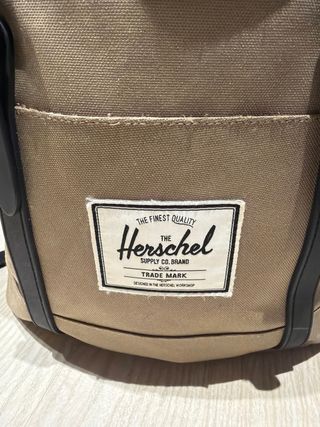 THE FINEST QUALITY
THE
Herschel
SUPPLY CO. BRAND
TRADE MARK
DESIGNED IN THE HERSCHEL WORKSHOP